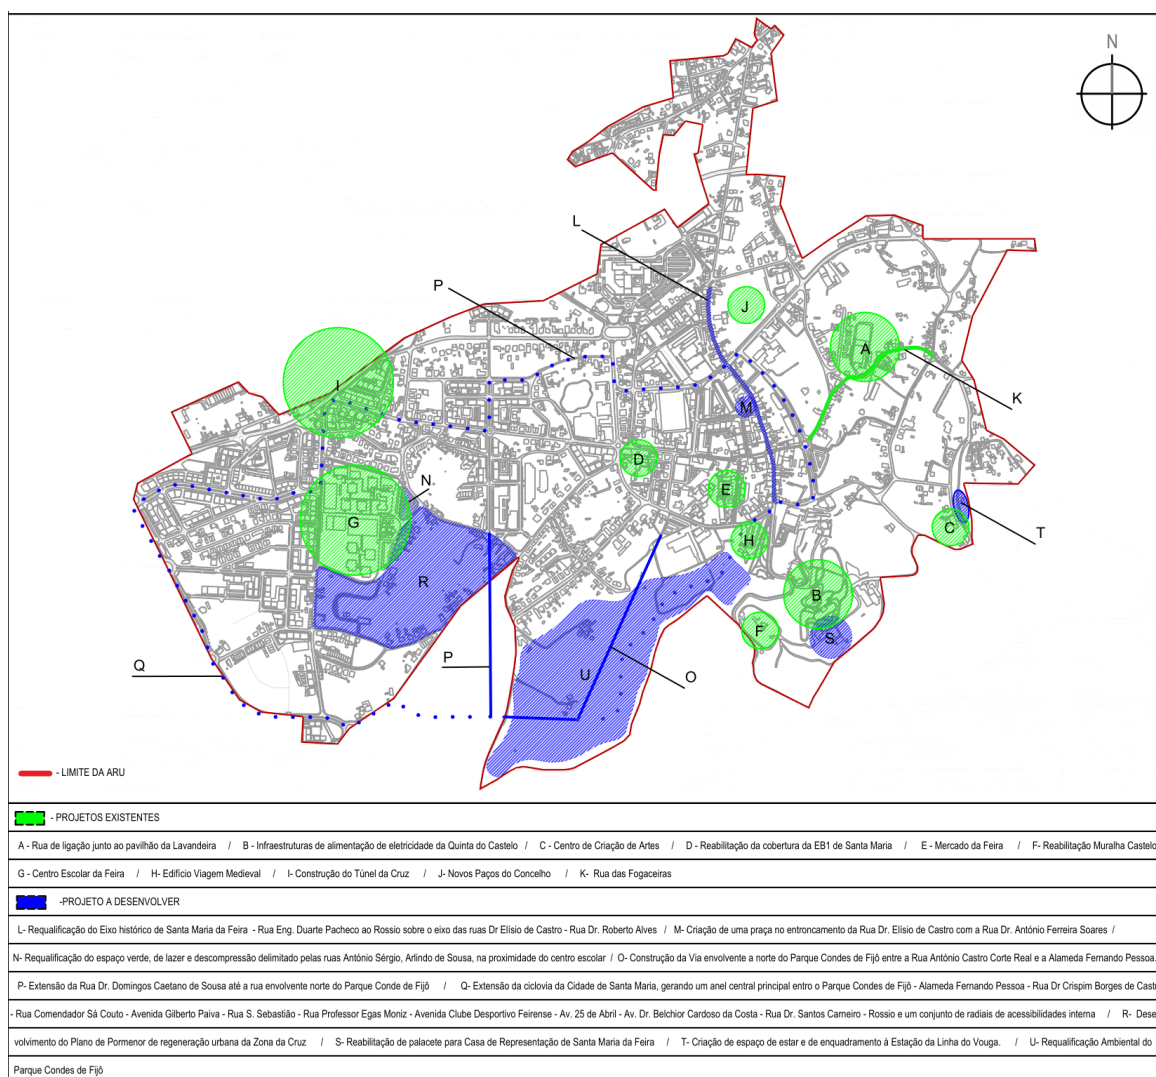 N
L
P
J
A
I
K
M
D
N
E
G
C
T
H
R
B
F
S
P
Q
U
O
- LIMITE DA ARU
- PROJETOS EXISTENTES
A - Rua de ligação junto ao pavilhão da Lavandeira / B - Infraestruturas de alimentação de eletricidade da Quinta do Castelo / C - Centro de Criação de Artes / D - Reabilitação da cobertura da EB1 de Santa Maria / E - Mercado da Feira / F- Reabilitação Muralha Castelo
G - Centro Escolar da Feira / H- Edifício Viagem Medieval / I- Construção do Túnel da Cruz / J- Novos Paços do Concelho / K- Rua das Fogaceiras
-PROJETO A DESENVOLVER
L- Requalificação do Eixo histórico de Santa Maria da Feira - Rua Eng. Duarte Pacheco ao Rossio sobre o eixo das ruas Dr Elísio de Castro - Rua Dr. Roberto Alves / M- Criação de uma praça no entroncamento da Rua Dr. Elísio de Castro com a Rua Dr. António Ferreira Soares /
N- Requalificação do espaço verde, de lazer e descompressão delimitado pelas ruas António Sérgio, Arlindo de Sousa, na proximidade do centro escolar / O- Construção da Via envolvente a norte do Parque Condes de Fijô entre a Rua António Castro Corte Real e a Alameda Fernando Pessoa.
P- Extensão da Rua Dr. Domingos Caetano de Sousa até a rua envolvente norte do Parque Conde de Fijô / Q- Extensão da ciclovia da Cidade de Santa Maria, gerando um anel central principal entro o Parque Condes de Fijô - Alameda Fernando Pessoa - Rua Dr Crispim Borges de Cast
- Rua Comendador Sá Couto - Avenida Gilberto Paiva - Rua S. Sebastião - Rua Professor Egas Moniz - Avenida Clube Desportivo Feirense - Av. 25 de Abril - Av. Dr. Belchior Cardoso da Costa - Rua Dr. Santos Carneiro - Rossio e um conjunto de radiais de acessibilidades interna / R- Dese
volvimento do Plano de Pormenor de regeneração urbana da Zona da Cruz / S- Reabilitação de palacete para Casa de Representação de Santa Maria da Feira / T- Criação de espaço de estar e de enquadramento à Estação da Linha do Vouga. / U- Requalificação Ambiental do
Parque Condes de Fijô